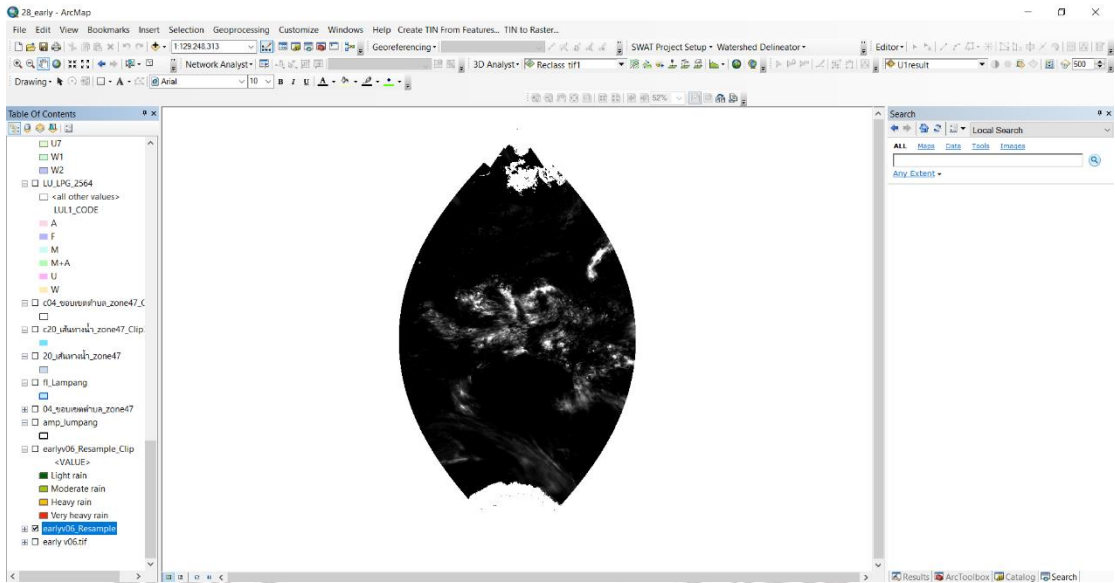 28_early - ArcMap
File Edit View Bookmarks Insert Selection Geoprocessing Customize Windows Help Create TIN From Features... TIN to Raster...
1:129,248,313 Georeferencing SWAT Project Setup Watershed Delineator Editor
Network Analyst 3D Analyst Reclass tif1 U1result 500
Drawing Arial 10 B I U A
52%
Table Of Contents
U7
W1
W2
LU_LPG_2564
<all other values>
LUL1_CODE
A
F
M
M+A
U
W
c04_ขอบเขตตำบล_zone47_C
c20_เส้นทางน้ำ_zone47_Clip
20_เส้นทางน้ำ_zone47
fl_Lampang
04_ขอบเขตตำบล_zone47
amp_lumpang
earlyv06_Resample_Clip
<VALUE>
Light rain
Moderate rain
Heavy rain
Very heavy rain
earlyv06_Resample
early v06.tif
Search
Local Search
ALL Maps Data Tools Images
Any Extent
Results ArcToolbox Catalog Search